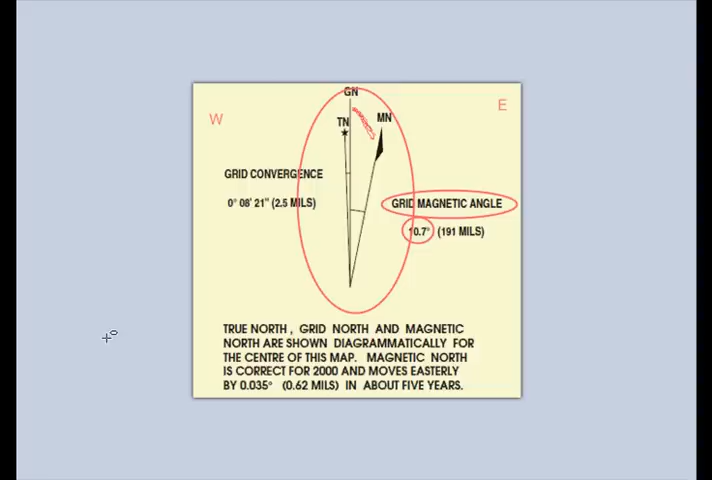 GN
W
E
TN
MN
GRID CONVERGENCE
0° 08' 21" (2.5 MILS)
GRID MAGNETIC ANGLE
10.7° (191 MILS)
TRUE NORTH , GRID NORTH AND MAGNETIC
NORTH ARE SHOWN DIAGRAMMATICALLY FOR
THE CENTRE OF THIS MAP. MAGNETIC NORTH
IS CORRECT FOR 2000 AND MOVES EASTERLY
BY 0.035° (0.62 MILS) IN ABOUT FIVE YEARS.